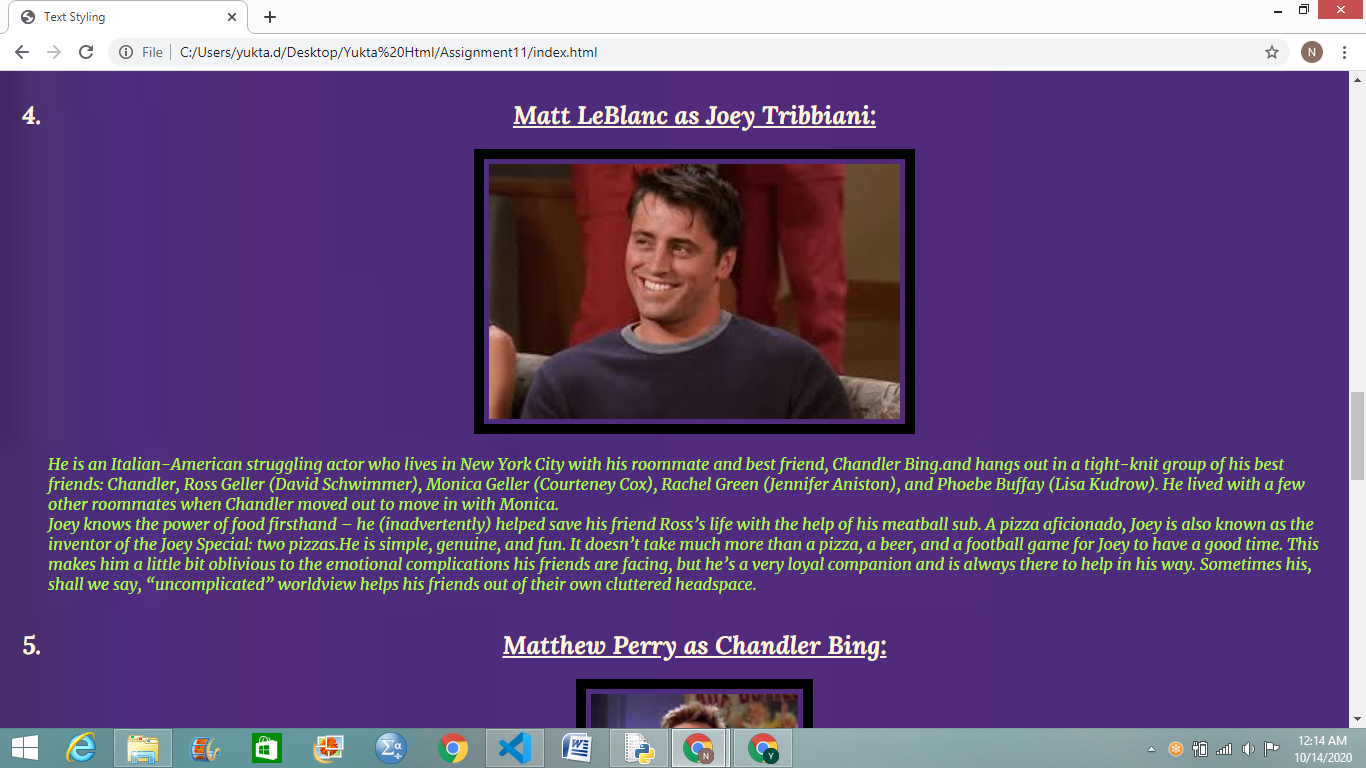 Text Styling
File
C:/Users/yukta.d/Desktop/Yukta%20Html/Assignment11/index.html
N
4.
Matt LeBlanc as Joey Tribbiani:
He is an Italian-American struggling actor who lives in New York City with his roommate and best friend, Chandler Bing.and hangs out in a tight-knit group of his best
friends: Chandler, Ross Geller (David Schwimmer), Monica Geller (Courteney Cox), Rachel Green (Jennifer Aniston), and Phoebe Buffay (Lisa Kudrow). He lived with a few
other roommates when Chandler moved out to move in with Monica.
Joey knows the power of food firsthand – he (inadvertently) helped save his friend Ross’s life with the help of his meatball sub. A pizza aficionado, Joey is also known as the
inventor of the Joey Special: two pizzas.He is simple, genuine, and fun. It doesn’t take much more than a pizza, a beer, and a football game for Joey to have a good time. This
makes him a little bit oblivious to the emotional complications his friends are facing, but he’s a very loyal companion and is always there to help in his way. Sometimes his,
shall we say, “uncomplicated” worldview helps his friends out of their own cluttered headspace.
5.
Matthew Perry as Chandler Bing:
N
Y
12:14 AM
10/14/2020